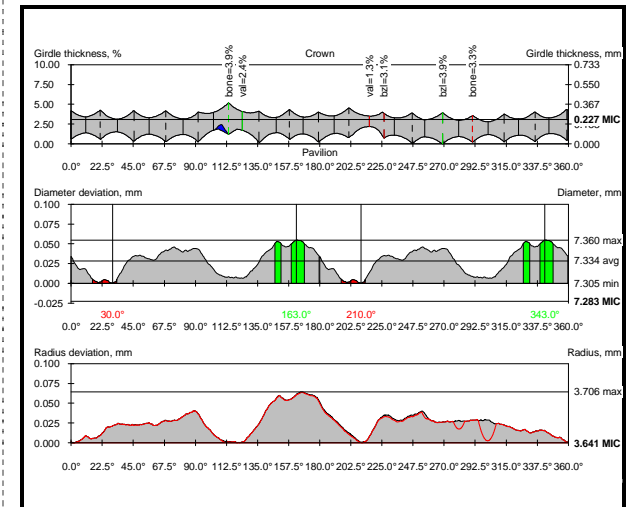 Girdle thickness, % Crown Girdle thickness, mm
bone=3.9% val=2.4% val=1.3% bzl=3.1% bzl=3.9% bone=3.3%
10.00 0.733
7.50 0.550
5.00 0.367
0.227 MIC
2.50
0.00 0.000
Pavilion
0.0° 22.5° 45.0° 67.5° 90.0° 112.5° 135.0° 157.5° 180.0° 202.5° 225.0° 247.5° 270.0° 292.5° 315.0° 337.5° 360.0°
Diameter deviation, mm Diameter, mm
0.100
0.075
0.050 7.360 max
0.025 7.334 avg
0.000 7.305 min
-0.025 7.283 MIC
30.0° 163.0° 210.0° 343.0°
0.0° 22.5° 45.0° 67.5° 90.0° 112.5° 135.0° 157.5° 180.0° 202.5° 225.0° 247.5° 270.0° 292.5° 315.0° 337.5° 360.0°
Radius deviation, mm Radius, mm
0.100
0.075 3.706 max
0.050
0.025
0.000 3.641 MIC
0.0° 22.5° 45.0° 67.5° 90.0° 112.5° 135.0° 157.5° 180.0° 202.5° 225.0° 247.5° 270.0° 292.5° 315.0° 337.5° 360.0°